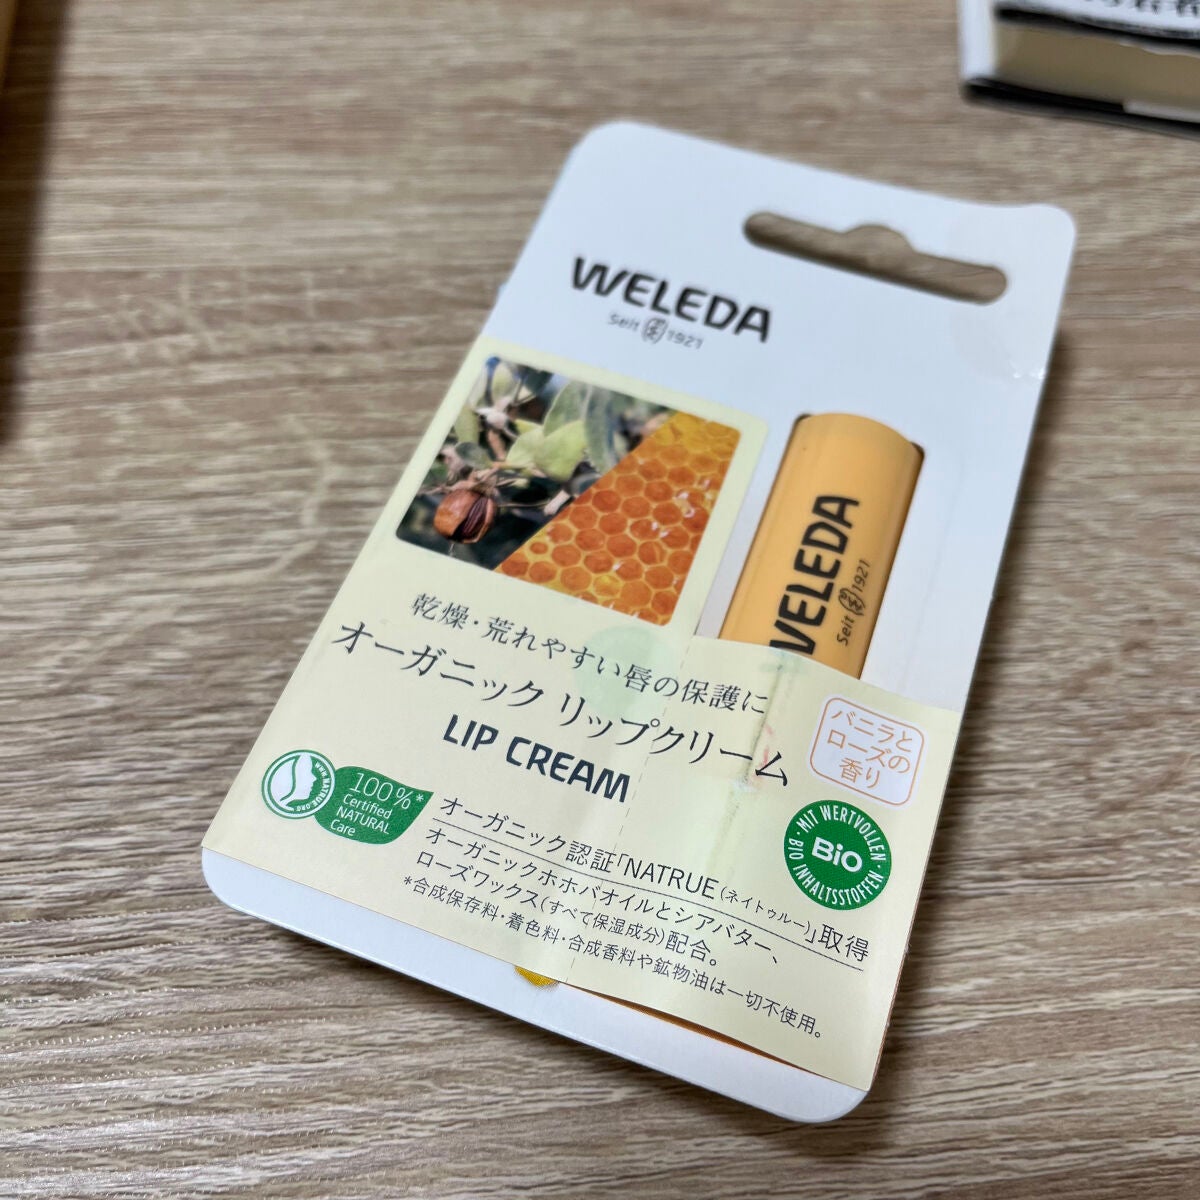 WELEDA
Seit 1921
WELEDA
Seit 1921
乾燥・荒れやすい唇の保護に
オーガニック リップクリーム
LIP CREAM
バニラと
ローズの
香り
WWW.NATRUE.ORG
100%*
Certified
NATURAL
Care
・MIT WERTVOLLEN・
BIO INHALTSSTOFFEN
BiO
オーガニック認証「NATRUE(ネイトゥルー)」取得
オーガニックホホバオイルとシアバター、
ローズワックス(すべて保湿成分)配合。
*合成保存料・着色料・合成香料や鉱物油は一切不使用。